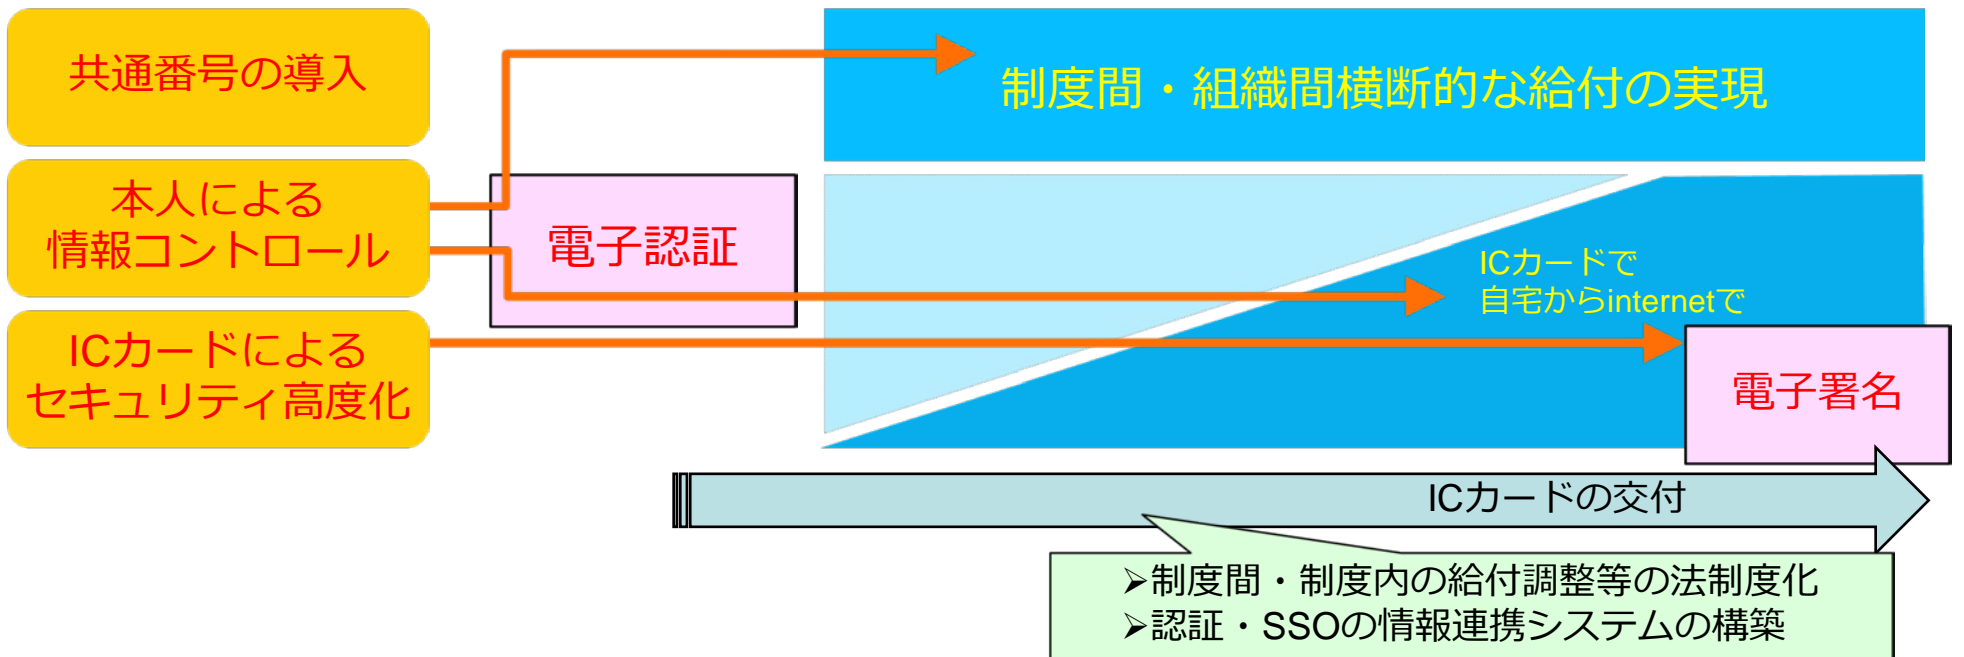 共通番号の導入
制度間・組織間横断的な給付の実現
本人による
情報コントロール
電子認証
ICカードで
自宅からinternetで
ICカードによる
セキュリティ高度化
電子署名
ICカードの交付
➢制度間・制度内の給付調整等の法制度化
➢認証・SSOの情報連携システムの構築